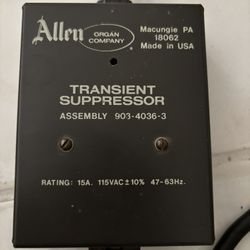 Allen
ORGAN
COMPANY
Macungie PA
18062
Made in USA
TRANSIENT
SUPPRESSOR
ASSEMBLY 903-4036-3
RATING: 15A. 115VAC ± 10% 47-63Hz.